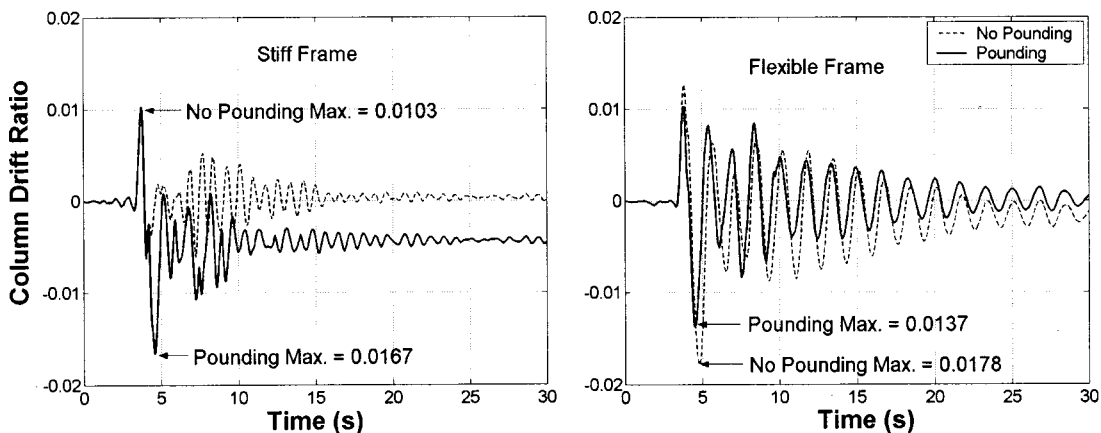 Column Drift Ratio
0.02
0.01
0
-0.01
-0.02
Stiff Frame
No Pounding Max. = 0.0103
Pounding Max. = 0.0167
0 5 10 15 20 25 30
Time (s)
0.02
0.01
0
-0.01
-0.02
No Pounding
Pounding
Flexible Frame
Pounding Max. = 0.0137
No Pounding Max. = 0.0178
0 5 10 15 20 25 30
Time (s)